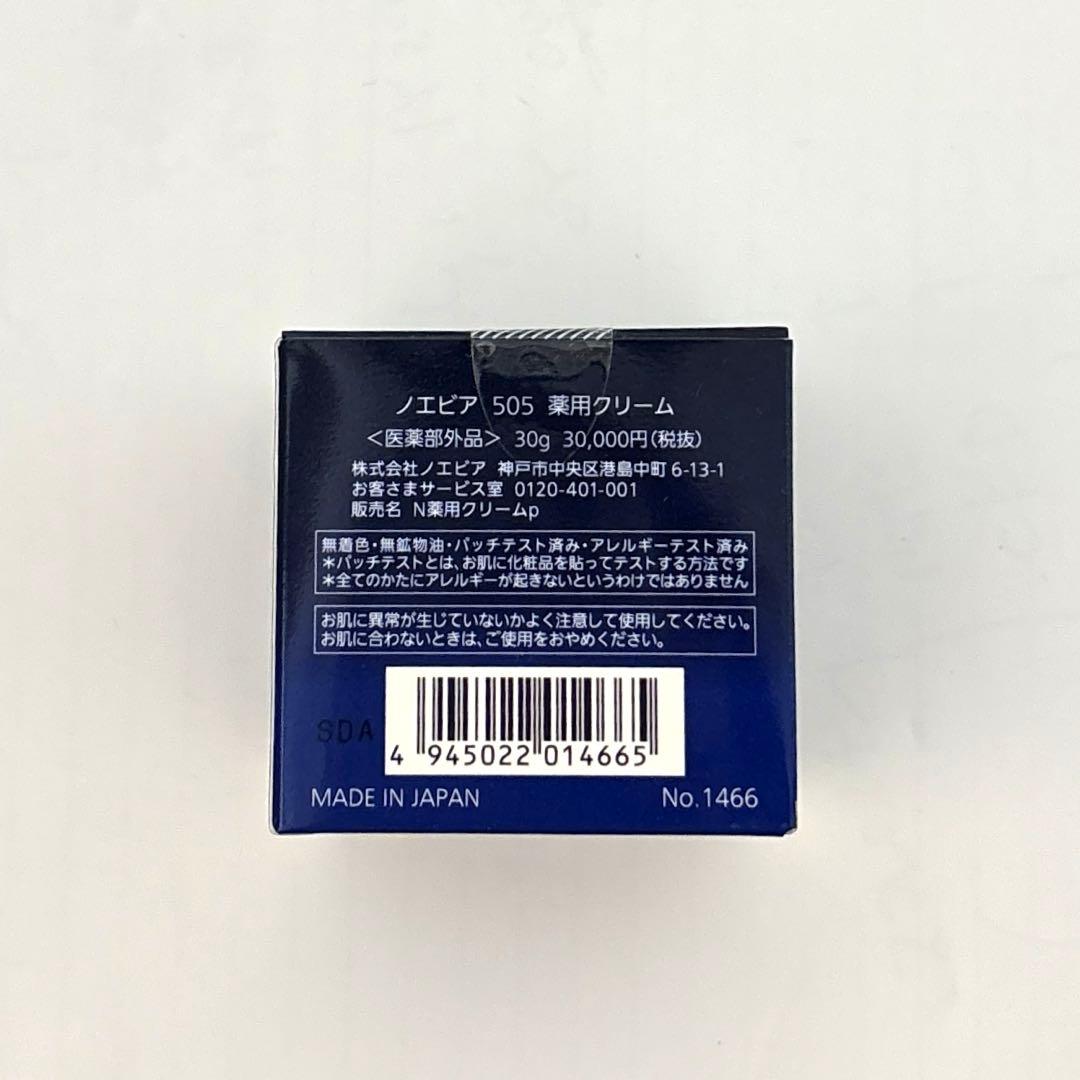 ノエビア 505 薬用クリーム
<医薬部外品> 30g 30,000円(税抜)
株式会社ノエビア 神戸市中央区港島中町6-13-1
お客さまサービス室 0120-401-001
販売名 N薬用クリームp
無着色・無鉱物油・パッチテスト済み・アレルギーテスト済み
*パッチテストとは、お肌に化粧品を貼ってテストする方法です
*全てのかたにアレルギーが起きないというわけではありません
お肌に異常が生じていないかよく注意して使用してください。
お肌に合わないときは、ご使用をおやめください。
SDA
4 945022 014665
MADE IN JAPAN No.1466